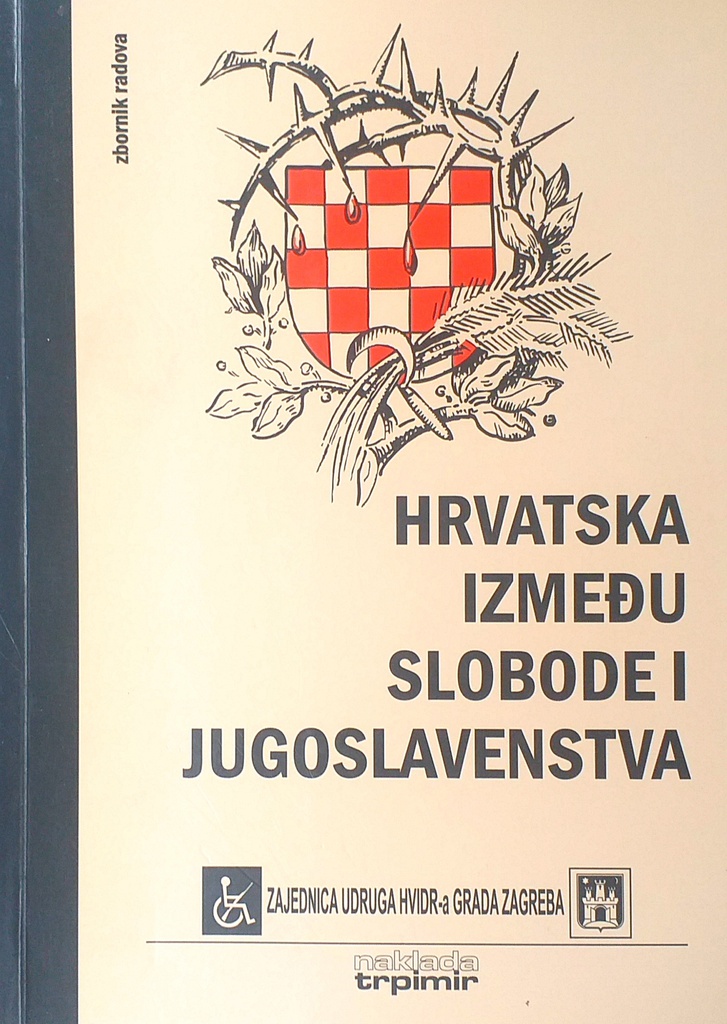 zbornik radova
HRVATSKA
IZMEĐU
SLOBODE I
JUGOSLAVENSTVA
ZAJEDNICA UDRUGA HVIDR-a GRADA ZAGREBA
naklada
trpimir